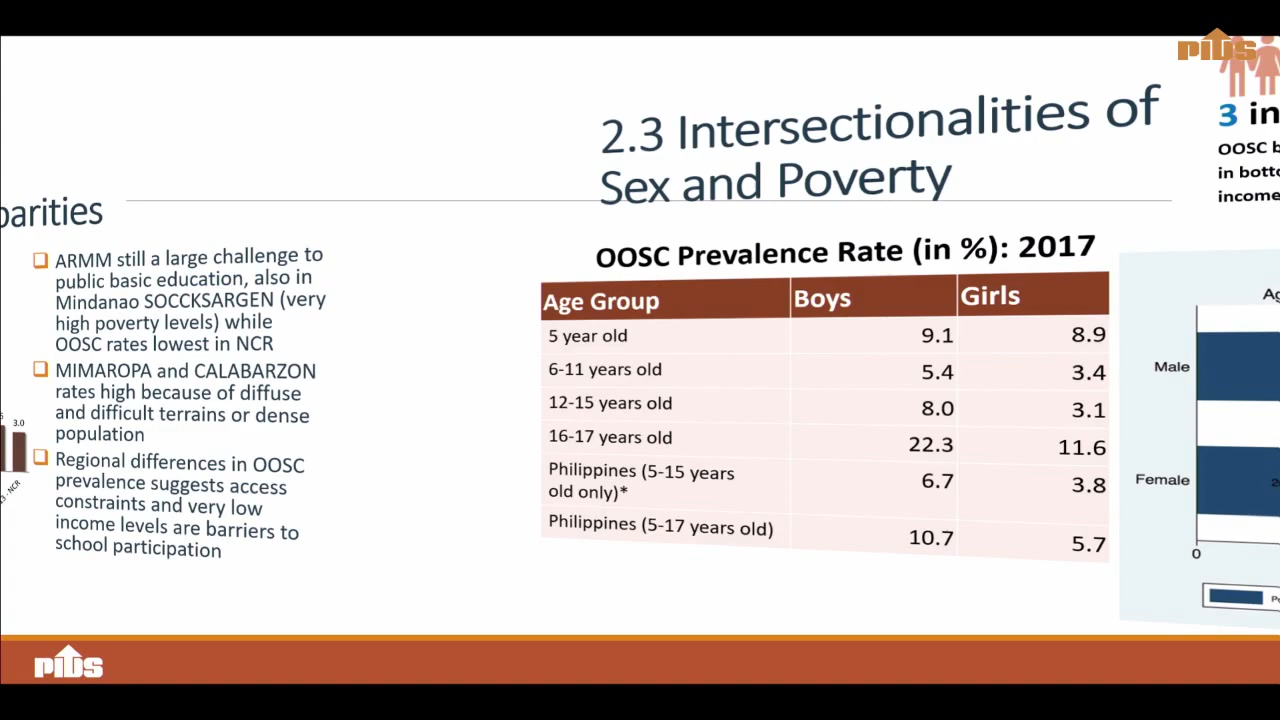 PIDS
3 in
OOSC b
in botto
income
2.3 Intersectionalities of
Sex and Poverty
parities
ARMM still a large challenge to
public basic education, also in
Mindanao SOCCKSARGEN (very
high poverty levels) while
OOSC rates lowest in NCR
MIMAROPA and CALABARZON
rates high because of diffuse
and difficult terrains or dense
population
Regional differences in OOSC
prevalence suggests access
constraints and very low
income levels are barriers to
school participation
3.0
- NCR
OOSC Prevalence Rate (in %): 2017
Age Group Boys Girls
5 year old 9.1 8.9
6-11 years old 5.4 3.4
12-15 years old 8.0 3.1
16-17 years old 22.3 11.6
Philippines (5-15 years
old only)* 6.7 3.8
Philippines (5-17 years old) 10.7 5.7
Ag
Male
Female
0
PIDS